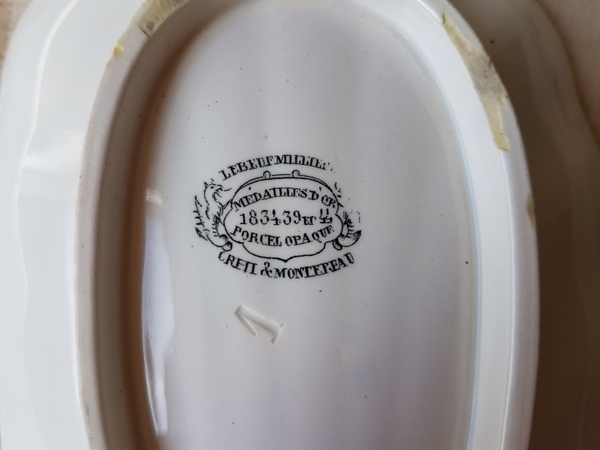 LEBEUF MILLIET
MEDAILLES D'OR
1834 39 ET 44
PORCEL OPAQUE
CREIL & MONTEREAU